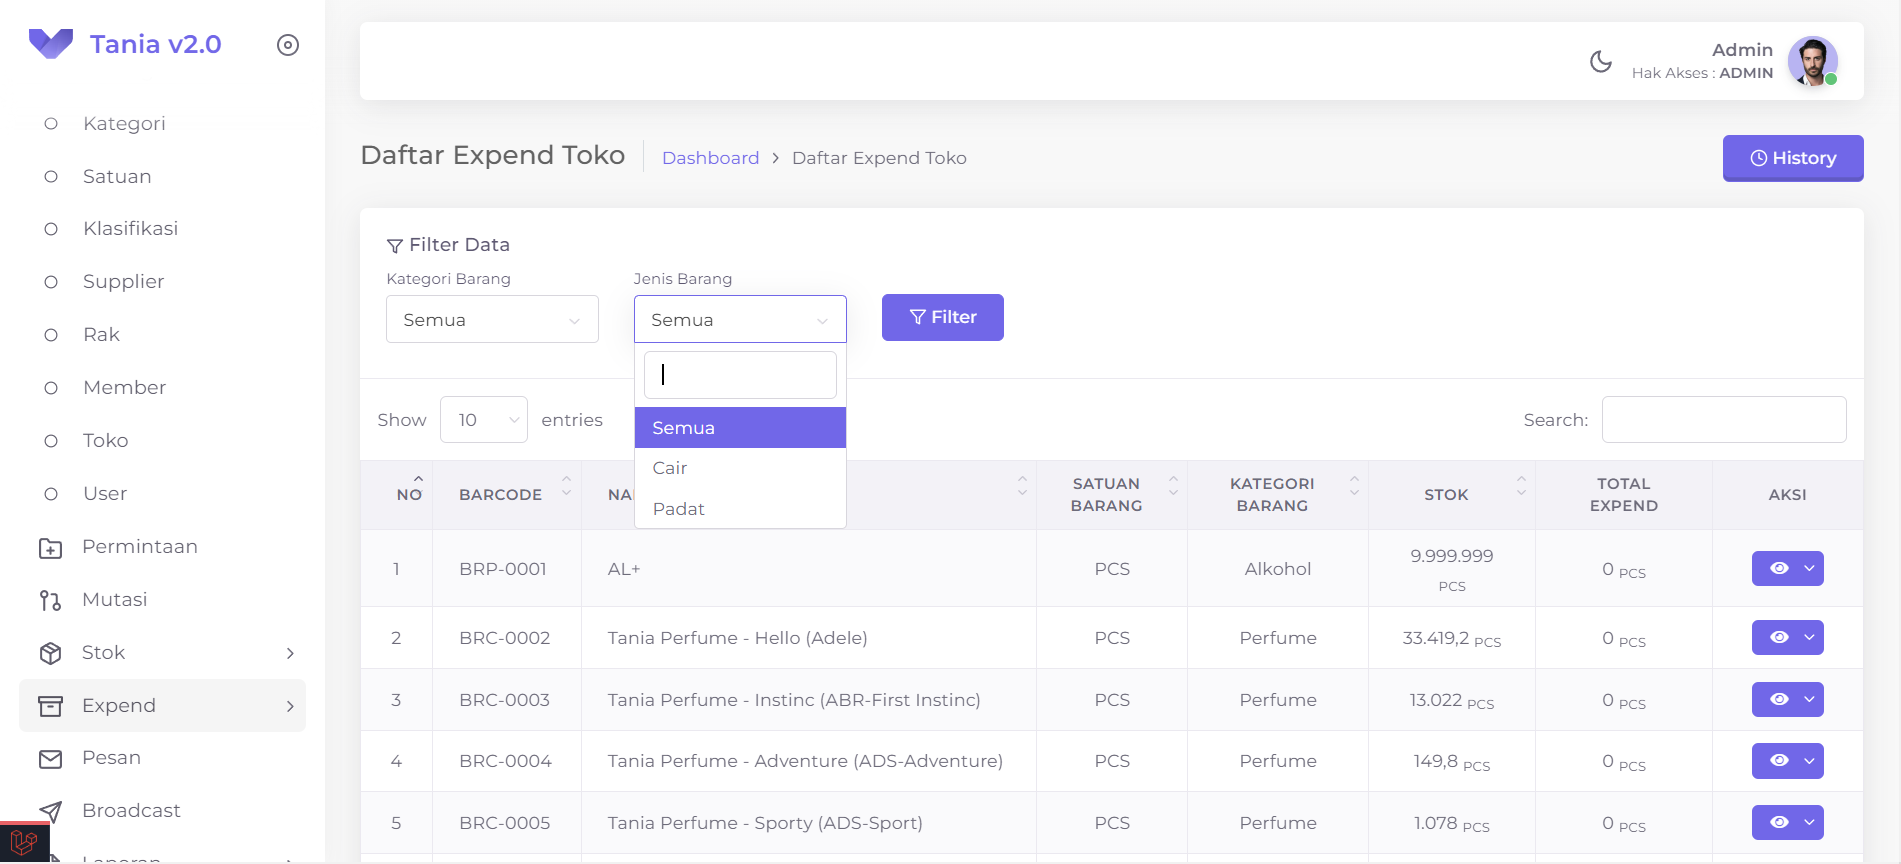 Tania v2.0
Kategori
Satuan
Klasifikasi
Supplier
Rak
Member
Toko
User
Permintaan
Mutasi
Stok
Expend
Pesan
Broadcast
Laporan
Admin
Hak Akses : ADMIN
Daftar Expend Toko
Dashboard > Daftar Expend Toko
History
Filter Data
Kategori Barang
Semua
Jenis Barang
Semua
Filter
Semua
Cair
Padat
Show 10 entries
Search:
NO BARCODE NA SATUAN BARANG KATEGORI BARANG STOK TOTAL EXPEND AKSI
1 BRP-0001 AL+ PCS Alkohol 9.999.999 PCS 0 PCS
2 BRC-0002 Tania Perfume - Hello (Adele) PCS Perfume 33.419,2 PCS 0 PCS
3 BRC-0003 Tania Perfume - Instinc (ABR-First Instinc) PCS Perfume 13.022 PCS 0 PCS
4 BRC-0004 Tania Perfume - Adventure (ADS-Adventure) PCS Perfume 149,8 PCS 0 PCS
5 BRC-0005 Tania Perfume - Sporty (ADS-Sport) PCS Perfume 1.078 PCS 0 PCS